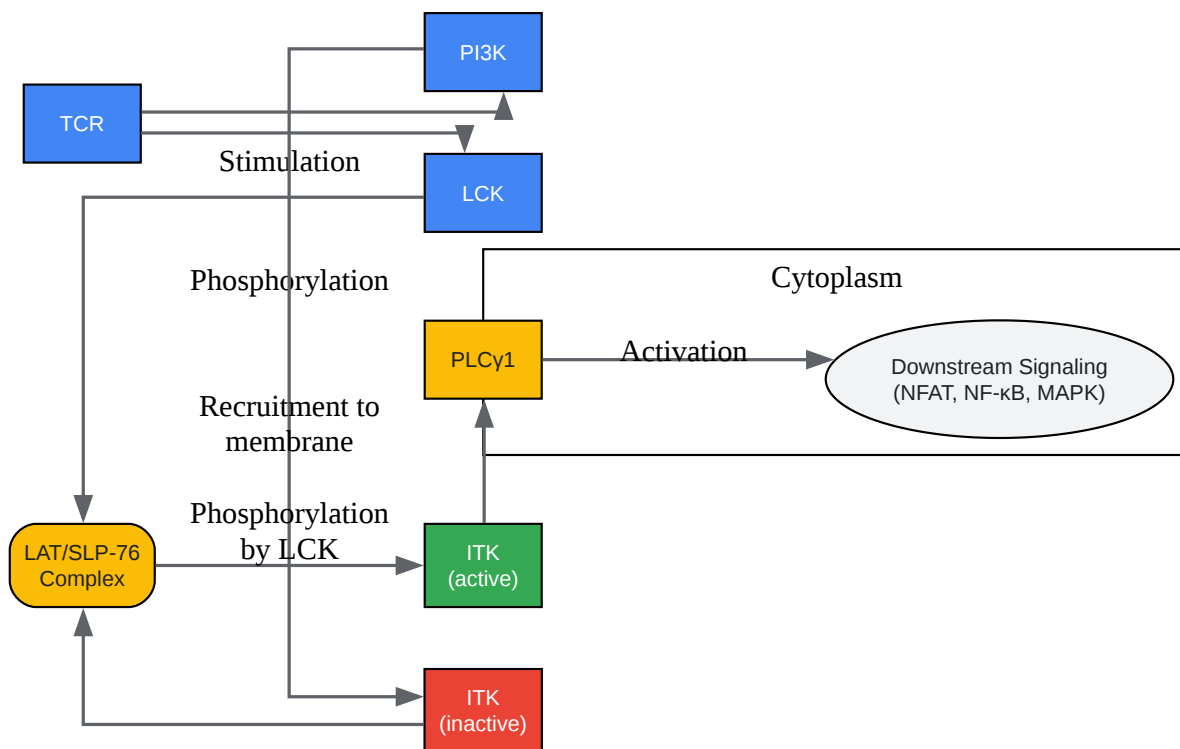 PI3K
TCR
Stimulation
LCK
Phosphorylation
Cytoplasm
PLCγ1
Activation
Downstream Signaling
(NFAT, NF-κB, MAPK)
Recruitment to
membrane
Phosphorylation
by LCK
LAT/SLP-76
Complex
ITK
(active)
ITK
(inactive)